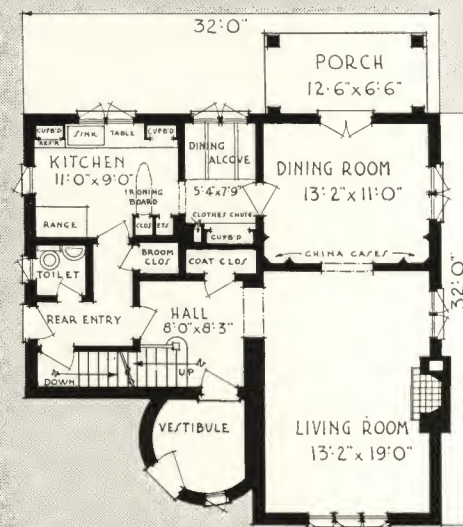 32'·0"
PORCH
12'·6"x6'·6"
CUPB'D
SINK
TABLE
CUPB'D
REF'R
KITCHEN
11'·0"x9'·0"
IRONING
BOARD
RANGE
CLOS
DINING
ALCOVE
5'·4"x7'·9"
CLOTHES CHUTE
CUPB'D
DINING ROOM
13'·2"x11'·0"
CHINA CASES
32'·0"
TOILET
BROOM
CLOS
COAT CLOS
REAR ENTRY
HALL
8'·0"x8'·3"
DOWN
UP
VESTIBULE
LIVING ROOM
13'·2"x19'·0"